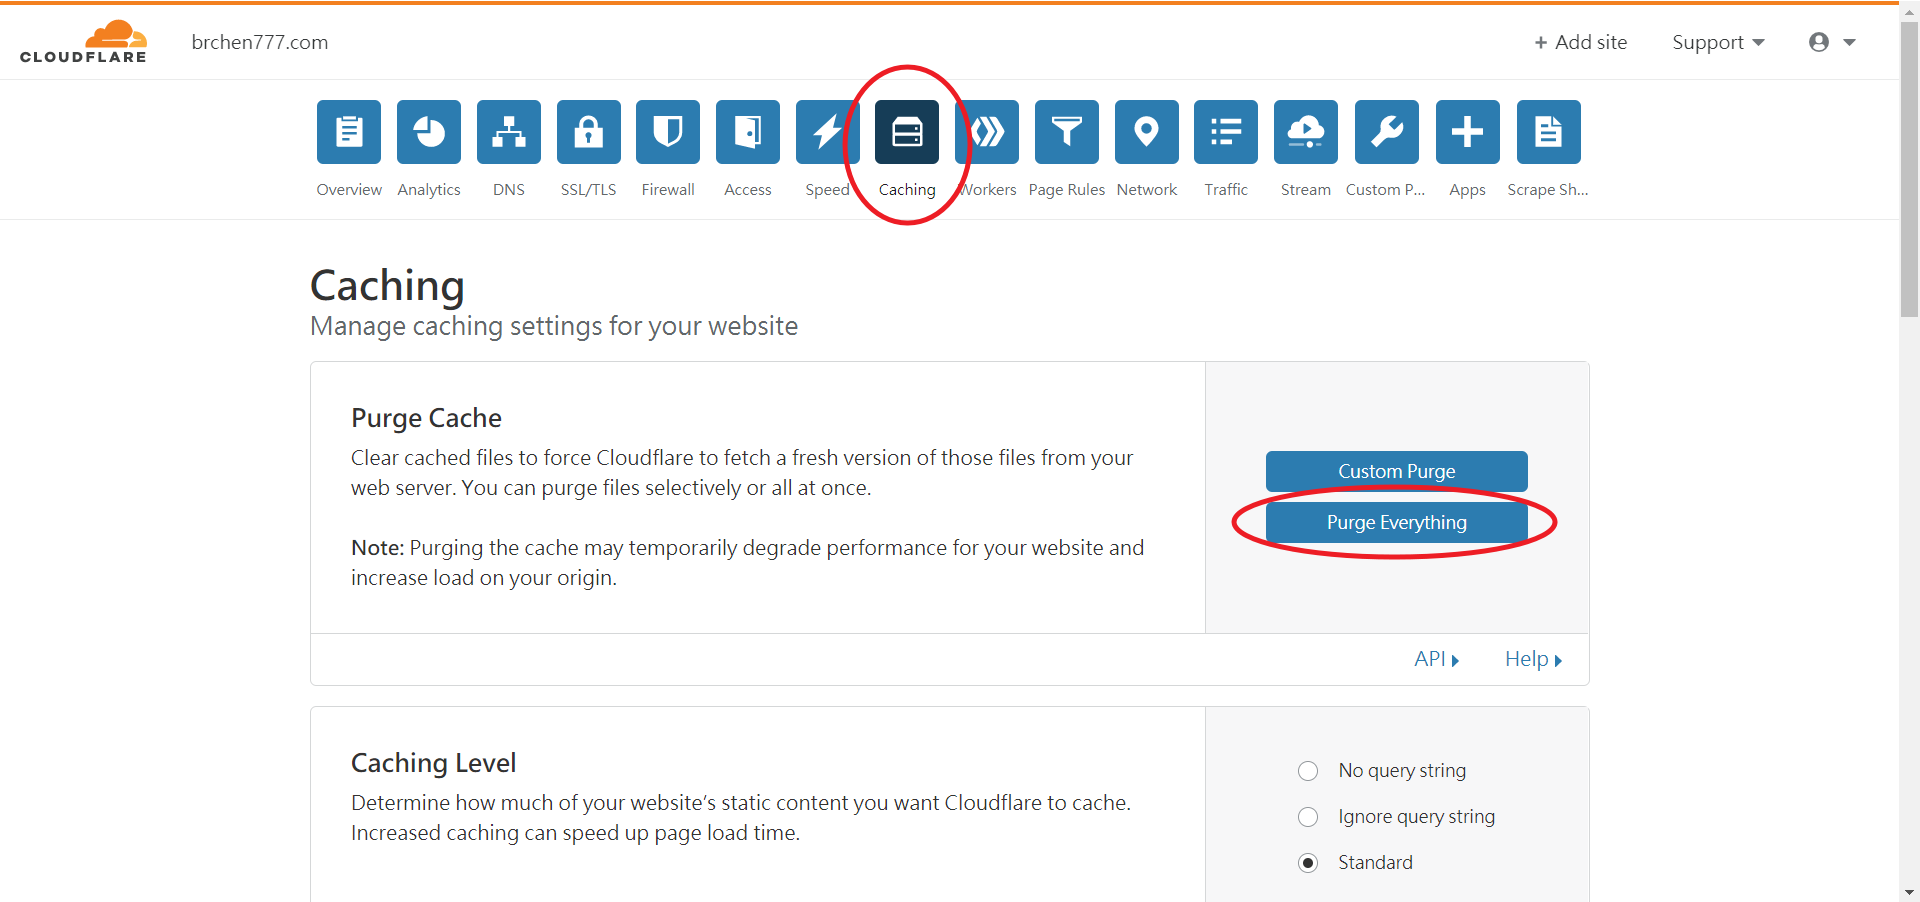 CLOUDFLARE
brchen777.com
+ Add site
Support
Overview
Analytics
DNS
SSL/TLS
Firewall
Access
Speed
Caching
Workers
Page Rules
Network
Traffic
Stream
Custom P...
Apps
Scrape Sh...
Caching
Manage caching settings for your website
Purge Cache
Clear cached files to force Cloudflare to fetch a fresh version of those files from your
web server. You can purge files selectively or all at once.
Note: Purging the cache may temporarily degrade performance for your website and
increase load on your origin.
Custom Purge
Purge Everything
API
Help
Caching Level
Determine how much of your website’s static content you want Cloudflare to cache.
Increased caching can speed up page load time.
No query string
Ignore query string
Standard